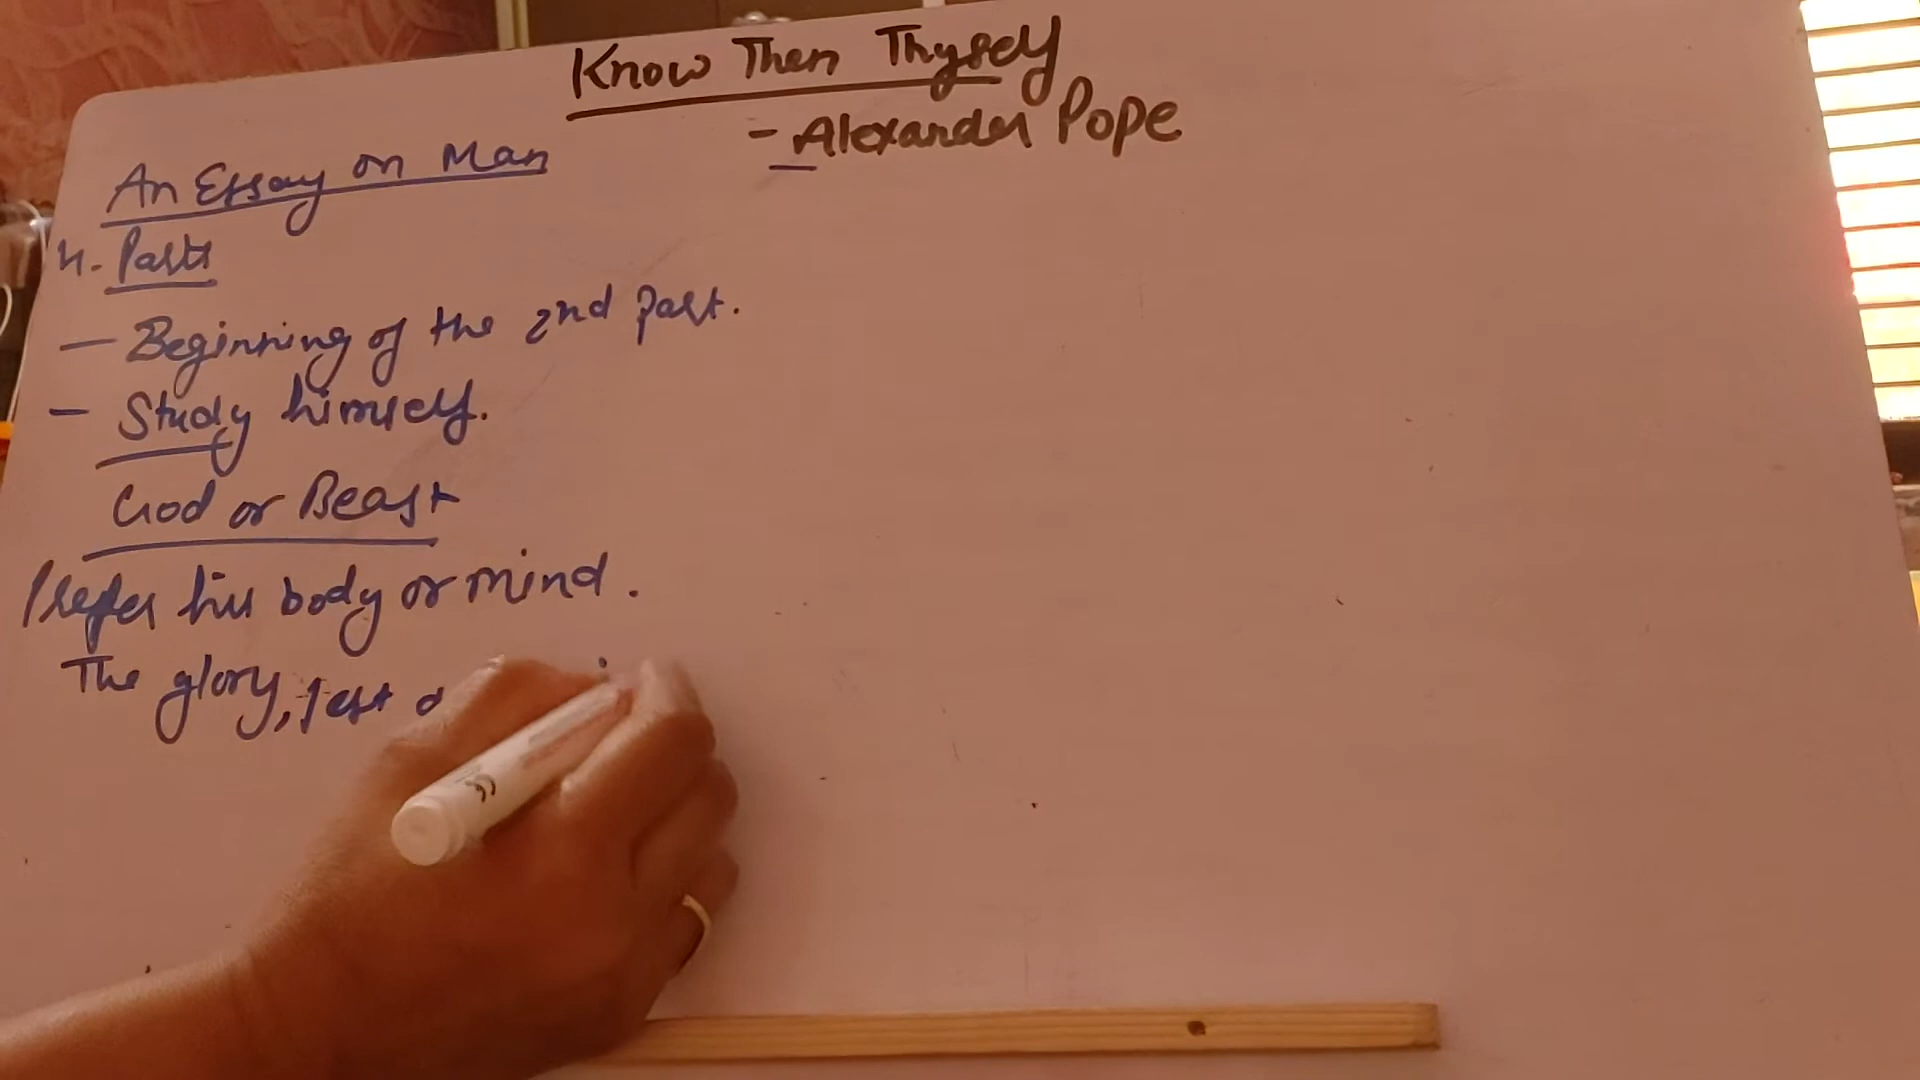 Know Then Thyself
- Alexander Pope
An Essay on Man
4. Parts
- Beginning of the 2nd part.
- Study himself.
God or Beast
Prefer his body or mind.
The glory, jest